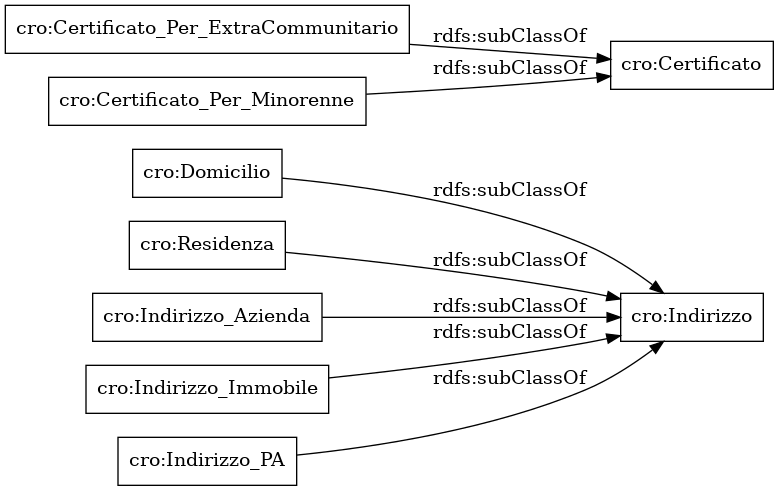 cro:Certificato_Per_ExtraCommunitario
rdfs:subClassOf
cro:Certificato
rdfs:subClassOf
cro:Certificato_Per_Minorenne
cro:Domicilio
rdfs:subClassOf
cro:Residenza
rdfs:subClassOf
cro:Indirizzo_Azienda
rdfs:subClassOf
cro:Indirizzo
rdfs:subClassOf
cro:Indirizzo_Immobile
rdfs:subClassOf
cro:Indirizzo_PA